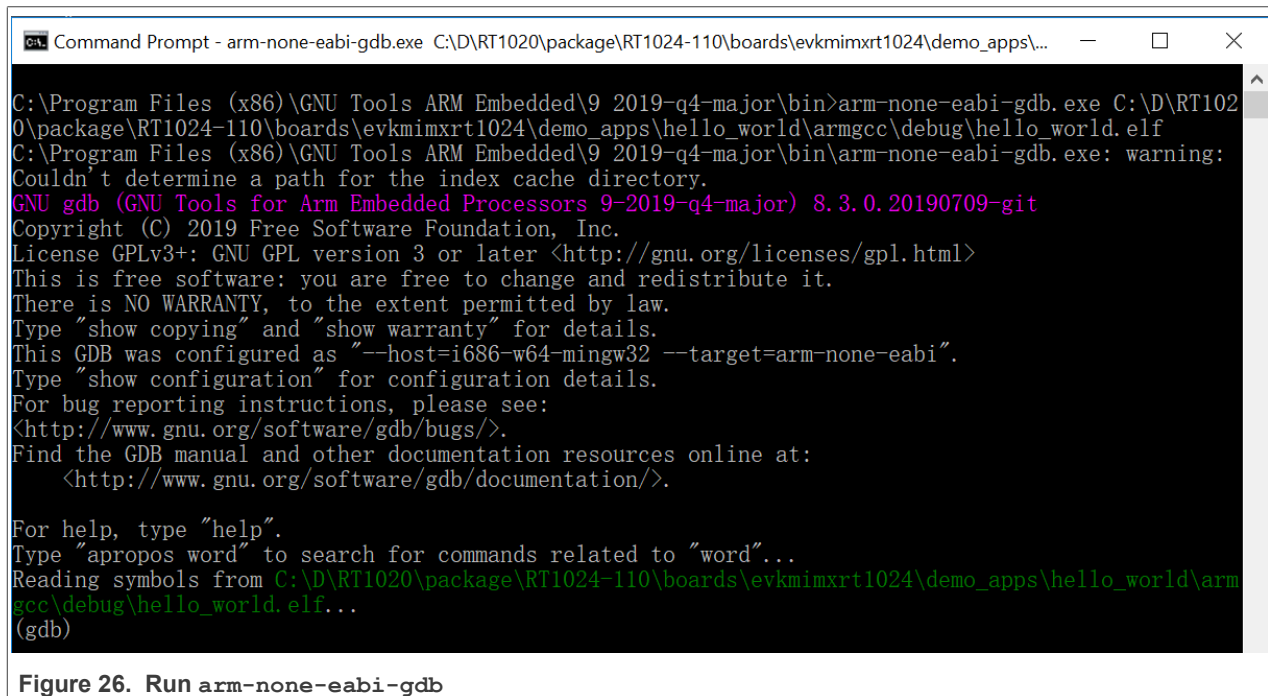 Command Prompt - arm-none-eabi-gdb.exe  C:\D\RT1020\package\RT1024-110\boards\evkmimxrt1024\demo_apps\...
C:\Program Files (x86)\GNU Tools ARM Embedded\9 2019-q4-major\bin>arm-none-eabi-gdb.exe C:\D\RT102
0\package\RT1024-110\boards\evkmimxrt1024\demo_apps\hello_world\armgcc\debug\hello_world.elf
C:\Program Files (x86)\GNU Tools ARM Embedded\9 2019-q4-major\bin\arm-none-eabi-gdb.exe: warning:
Couldn't determine a path for the index cache directory.
GNU gdb (GNU Tools for Arm Embedded Processors 9-2019-q4-major) 8.3.0.20190709-git
Copyright (C) 2019 Free Software Foundation, Inc.
License GPLv3+: GNU GPL version 3 or later <http://gnu.org/licenses/gpl.html>
This is free software: you are free to change and redistribute it.
There is NO WARRANTY, to the extent permitted by law.
Type "show copying" and "show warranty" for details.
This GDB was configured as "--host=i686-w64-mingw32 --target=arm-none-eabi".
Type "show configuration" for configuration details.
For bug reporting instructions, please see:
<http://www.gnu.org/software/gdb/bugs/>.
Find the GDB manual and other documentation resources online at:
    <http://www.gnu.org/software/gdb/documentation/>.
For help, type "help".
Type "apropos word" to search for commands related to "word"...
Reading symbols from C:\D\RT1020\package\RT1024-110\boards\evkmimxrt1024\demo_apps\hello_world\arm
gcc\debug\hello_world.elf...
(gdb)
Figure 26. Run arm-none-eabi-gdb